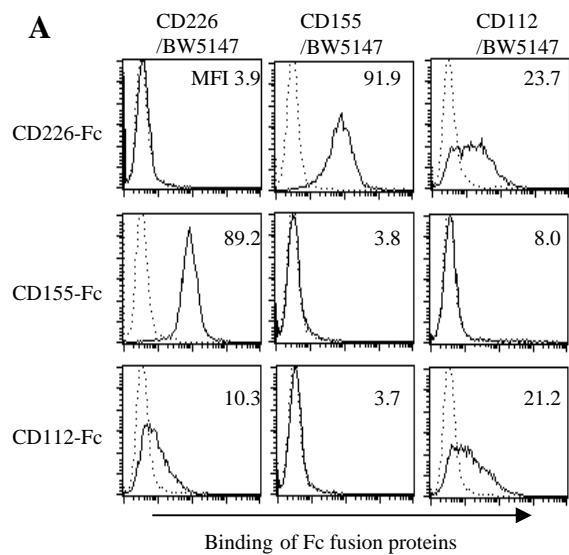 A
CD226 /BW5147
CD155 /BW5147
CD112 /BW5147
CD226-Fc
MFI 3.9
91.9
23.7
CD155-Fc
89.2
3.8
8.0
CD112-Fc
10.3
3.7
21.2
Binding of Fc fusion proteins